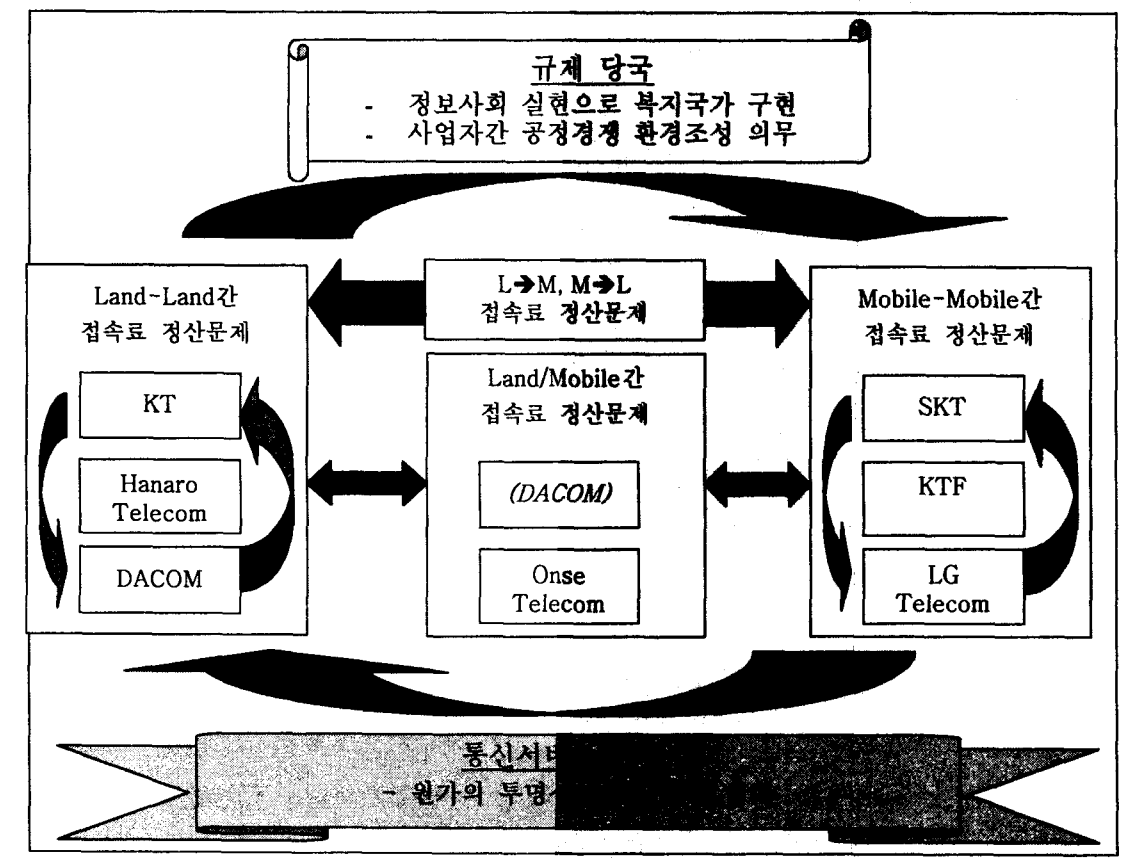 규제 당국
- 정보사회 실현으로 복지국가 구현
- 사업자간 공정경쟁 환경조성 의무
Land-Land간
접속료 정산문제
KT
Hanaro
Telecom
DACOM
L➔M, M➔L
접속료 정산문제
Land/Mobile간
접속료 정산문제
(DACOM)
Onse
Telecom
Mobile-Mobile간
접속료 정산문제
SKT
KTF
LG
Telecom
- 원가의